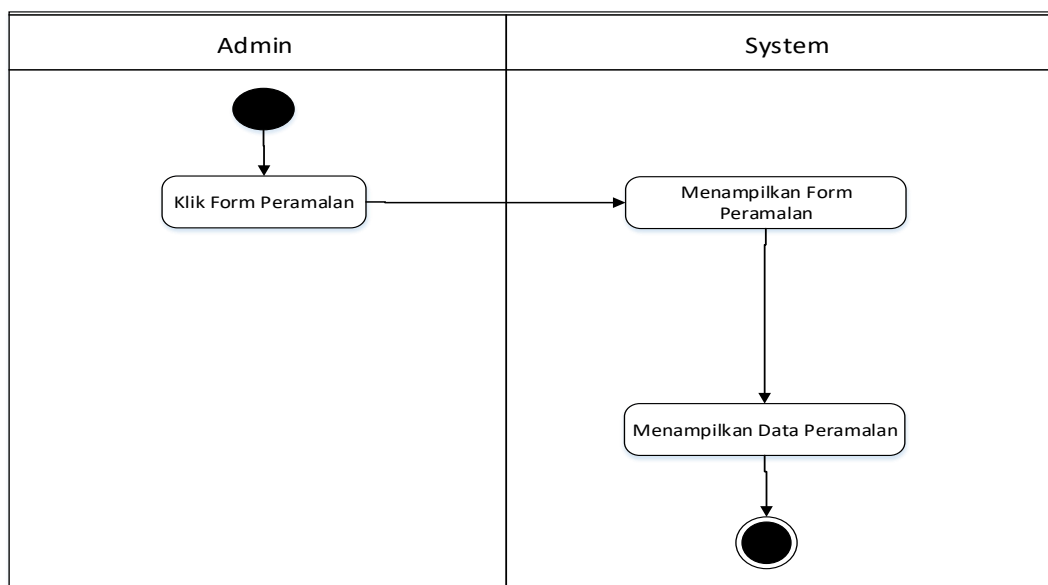 Admin
System
Klik Form Peramalan
Menampilkan Form
Peramalan
Menampilkan Data Peramalan